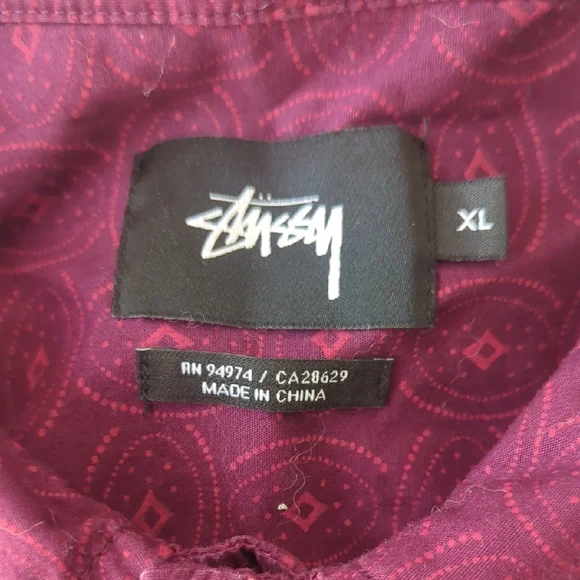 Stüssy
XL
RN 94974 / CA28629
MADE IN CHINA